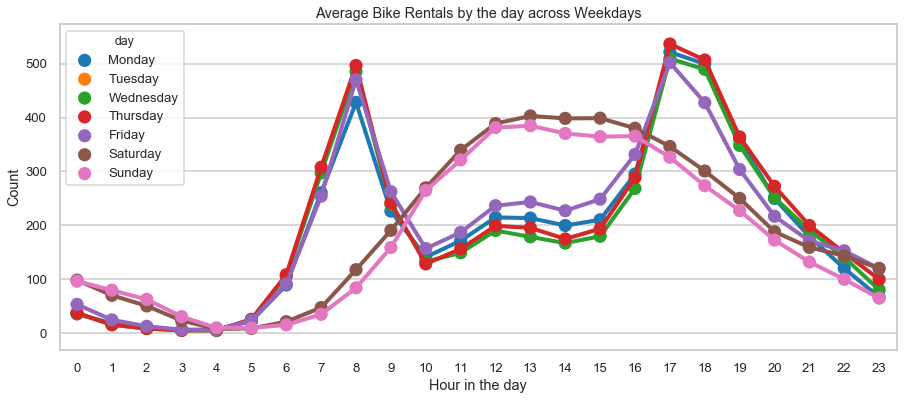 Average Bike Rentals by the day across Weekdays
day
Monday
Tuesday
Wednesday
Thursday
Friday
Saturday
Sunday
Count
500
400
300
200
100
0
0 1 2 3 4 5 6 7 8 9 10 11 12 13 14 15 16 17 18 19 20 21 22 23
Hour in the day